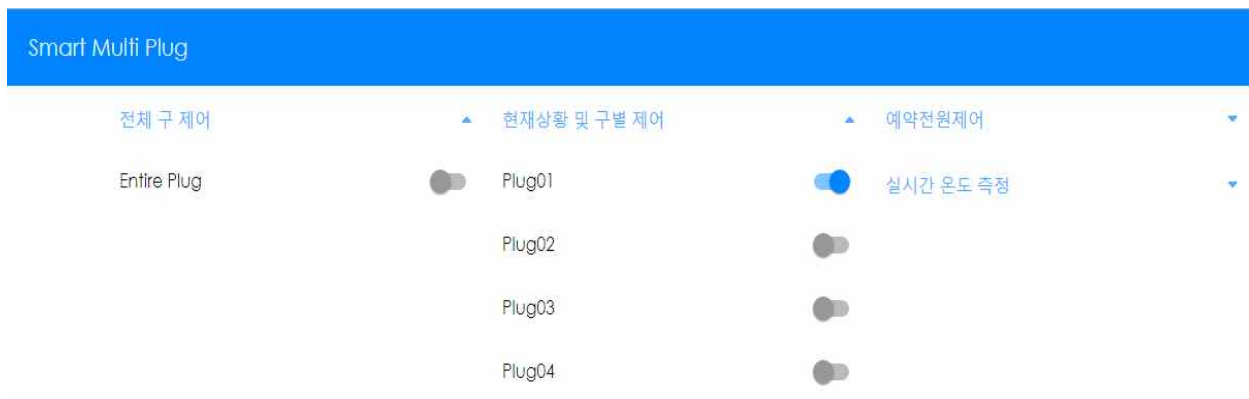 Smart Multi Plug
전체 구 제어
현재상황 및 구별 제어
예약전원제어
Entire Plug
Plug01
실시간 온도 측정
Plug02
Plug03
Plug04